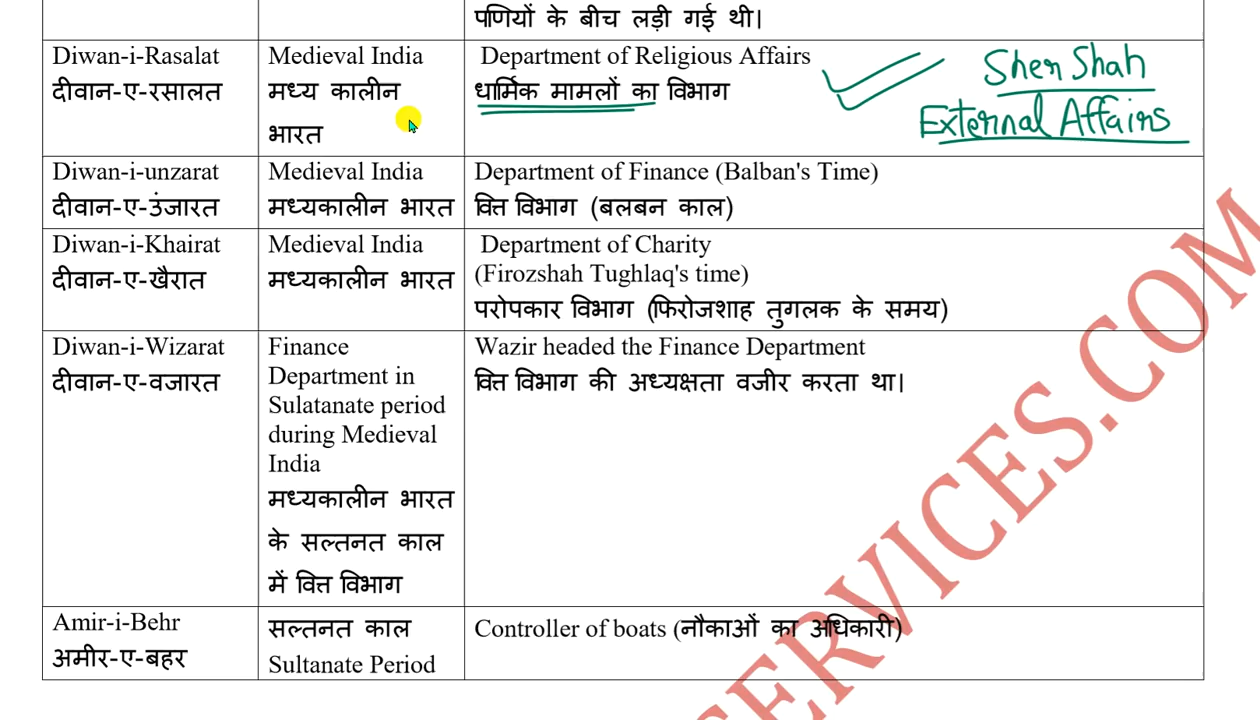 पणियों के बीच लड़ी गई थी।
Diwan-i-Rasalat
दीवान-ए-रसालत
Medieval India
मध्य कालीन
भारत
Department of Religious Affairs
धार्मिक मामलों का विभाग
Sher Shah
External Affairs
Diwan-i-unzarat
दीवान-ए-उंजारत
Medieval India
मध्यकालीन भारत
Department of Finance (Balban's Time)
वित्त विभाग (बलबन काल)
Diwan-i-Khairat
दीवान-ए-खैरात
Medieval India
मध्यकालीन भारत
Department of Charity
(Firozshah Tughlaq's time)
परोपकार विभाग (फिरोजशाह तुगलक के समय)
Diwan-i-Wizarat
दीवान-ए-वजारत
Finance
Department in
Sulatanate period
during Medieval
India
मध्यकालीन भारत
के सल्तनत काल
में वित्त विभाग
Wazir headed the Finance Department
वित्त विभाग की अध्यक्षता वजीर करता था।
Amir-i-Behr
अमीर-ए-बहर
सल्तनत काल
Sultanate Period
Controller of boats (नौकाओं का अधिकारी)
SERVICES.COM